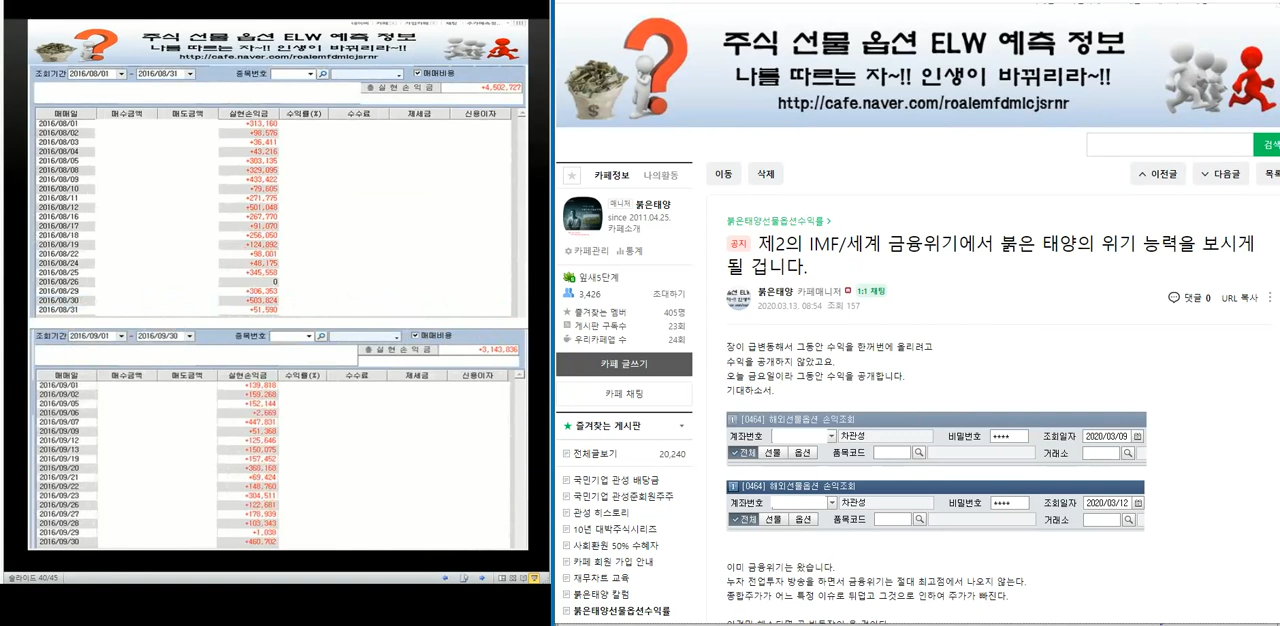 주식 선물 옵션 ELW 예측 정보
나를 따르는 자~!! 인생이 바뀌리라~!!
http://cafe.naver.com/roalemfdmlcjsrnr
조회기간 2016/08/01 ~ 2016/08/31 종목번호 매매비용
총 실현손익금 +4,502,727
매매일 매수금액 매도금액 실현손익금 수익률(%) 수수료 제세금 신용이자
2016/08/01 +313,160
2016/08/02 +98,576
2016/08/03 +36,411
2016/08/04 +43,216
2016/08/05 +303,135
2016/08/08 +329,095
2016/08/09 +433,422
2016/08/10 +79,805
2016/08/11 +271,775
2016/08/12 +501,048
2016/08/16 +267,770
2016/08/17 +91,070
2016/08/18 +256,050
2016/08/19 +124,892
2016/08/22 +98,001
2016/08/24 +48,175
2016/08/25 +345,558
2016/08/26 0
2016/08/29 +306,353
2016/08/30 +503,824
2016/08/31 +51,590
조회기간 2016/09/01 ~ 2016/09/30 종목번호 매매비용
총 실현손익금 +3,143,836
매매일 매수금액 매도금액 실현손익금 수익률(%) 수수료 제세금 신용이자
2016/09/01 +139,818
2016/09/02 +159,268
2016/09/05 +152,144
2016/09/06 +2,669
2016/09/07 +447,831
2016/09/09 +51,368
2016/09/12 +125,646
2016/09/13 +150,075
2016/09/19 +157,452
2016/09/20 +368,168
2016/09/21 +69,424
2016/09/22 +148,760
2016/09/23 +304,511
2016/09/26 +122,681
2016/09/27 +178,939
2016/09/28 +103,343
2016/09/29 +1,038
2016/09/30 +460,702
슬라이드 40/45
주식 선물 옵션 ELW 예측 정보
나를 따르는 자~!! 인생이 바뀌리라~!!
http://cafe.naver.com/roalemfdmlcjsrnr
검색
카페정보 나의활동
매니저 붉은태양
since 2011.04.25.
카페소개
카페관리 통계
잎새5단계
3,426 초대하기
즐겨찾는 멤버 405명
게시판 구독수 23회
우리카페앱 수 24회
카페 글쓰기
카페 채팅
즐겨찾는 게시판
전체글보기 20,240
국민기업 관성 배당금
국민기업 관성준회원주주
관성 히스토리
10년 대박주식시리즈
사회환원 50% 수혜자
카페 회원 가입 안내
재무차트 교육
붉은태양 칼럼
붉은태양선물옵션수익률
이동 삭제 이전글 다음글 목록
붉은태양선물옵션수익률 >
공지 제2의 IMF/세계 금융위기에서 붉은 태양의 위기 능력을 보시게
될 겁니다.
붉은태양 카페매니저 1:1 채팅
2020.03.13. 08:54 조회 157
댓글 0 URL 복사
장이 급변동해서 그동안 수익을 한꺼번에 올리려고
수익을 공개하지 않았고요.
오늘 금요일이라 그동안 수익을 공개합니다.
기대하소서.
[0464] 해외선물옵션 손익조회
계좌번호 차관성 비밀번호 **** 조회일자 2020/03/09
전체 선물 옵션 품목코드 거래소
[0464] 해외선물옵션 손익조회
계좌번호 차관성 비밀번호 **** 조회일자 2020/03/12
전체 선물 옵션 품목코드 거래소
이미 금융위기는 왔습니다.
누차 전업투자 방송을 하면서 금융위기는 절대 최고점에서 나오지 않는다.
종합주가가 어느 특정 이슈로 뒤덥고 그것으로 인하여 주가가 빠진다.